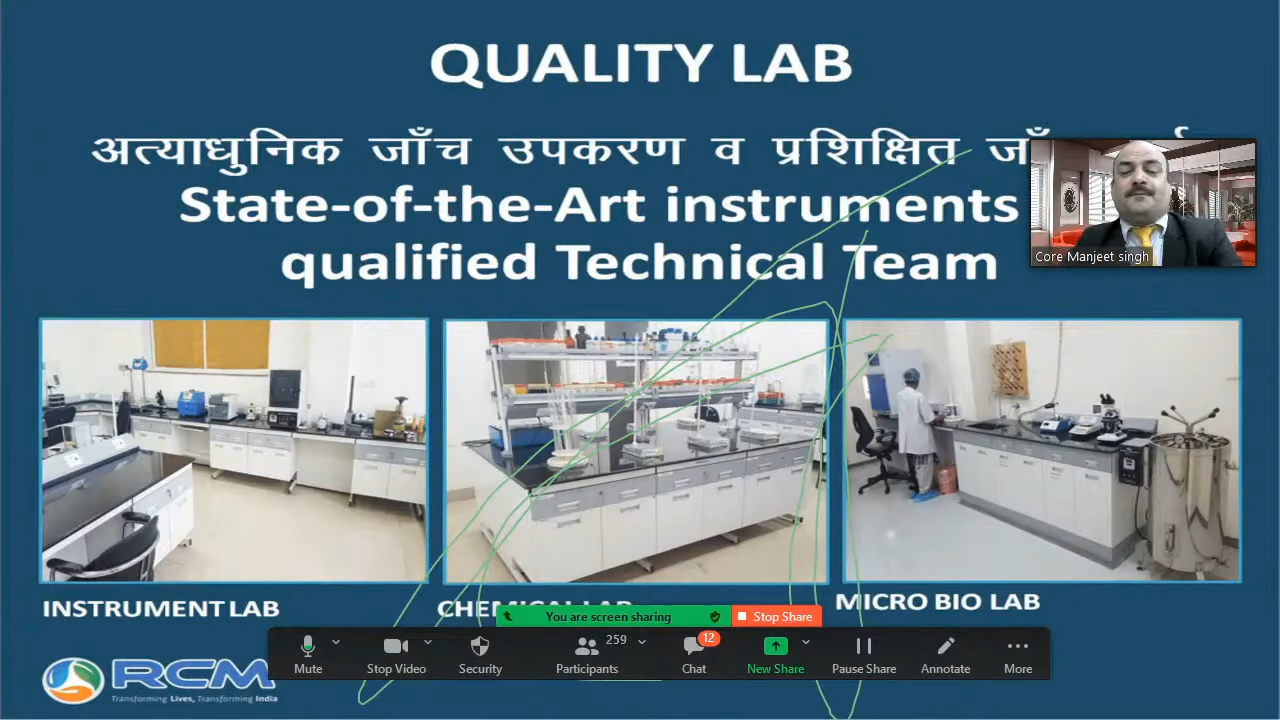 QUALITY LAB
अत्याधुनिक जाँच उपकरण व प्रशिक्षित
State-of-the-Art instruments
qualified Technical Team
Core Manjeet singh
INSTRUMENT LAB
CHEMICAL LAB
MICRO BIO LAB
You are screen sharing
Stop Share
259
12
Mute
Stop Video
Security
Participants
Chat
New Share
Pause Share
Annotate
More
RCM
Transforming Lives, Transforming India